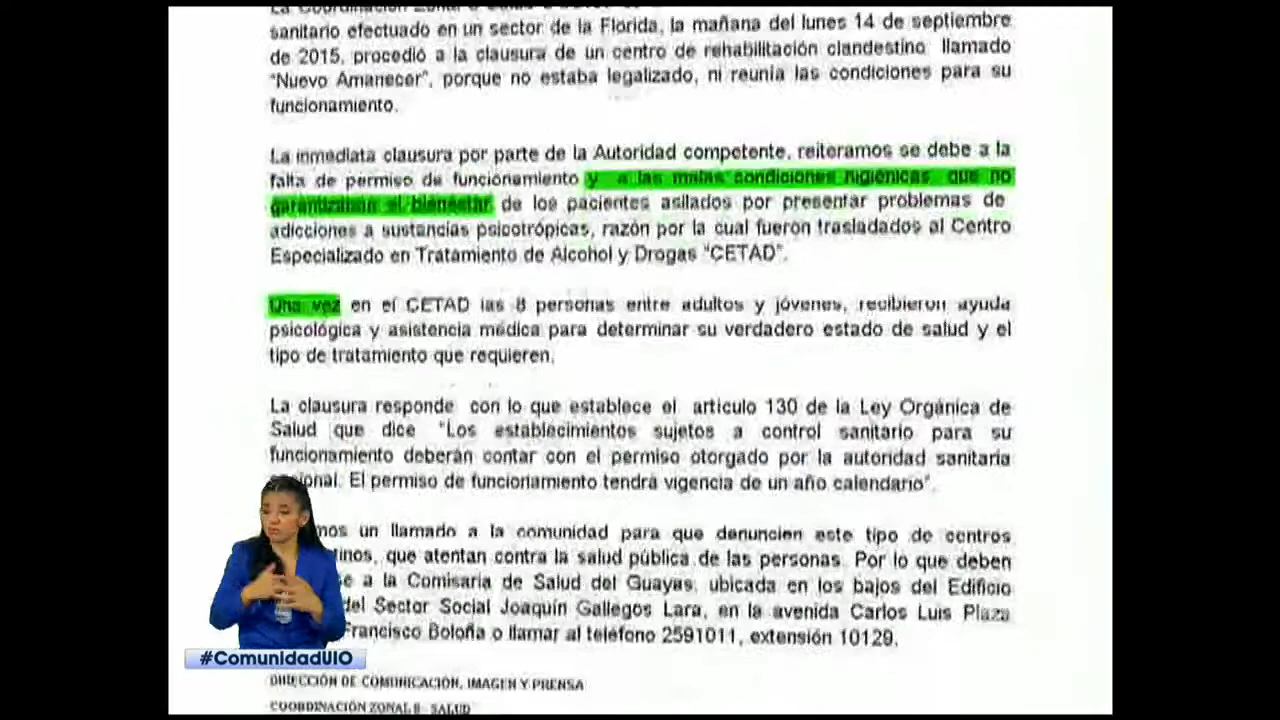 La Coordinación Zonal 8
sanitario efectuado en un sector de la Florida, la mañana del lunes 14 de septiembre
de 2015, procedió a la clausura de un centro de rehabilitación clandestino llamado
"Nuevo Amanecer", porque no estaba legalizado, ni reunía las condiciones para su
funcionamiento.
La inmediata clausura por parte de la Autoridad competente, reiteramos se debe a la
falta de permiso de funcionamiento y a las malas condiciones higiénicas, que no
garantizaban el bienestar de los pacientes asilados por presentar problemas de
adicciones a sustancias psicotrópicas, razón por la cual fueron trasladados al Centro
Especializado en Tratamiento de Alcohol y Drogas "CETAD".
Una vez en el CETAD las 8 personas entre adultos y jóvenes, recibieron ayuda
psicológica y asistencia médica para determinar su verdadero estado de salud y el
tipo de tratamiento que requieren.
La clausura responde con lo que establece el artículo 130 de la Ley Orgánica de
Salud que dice "Los establecimientos sujetos a control sanitario para su
funcionamiento deberán contar con el permiso otorgado por la autoridad sanitaria
onal. El permiso de funcionamiento tendrá vigencia de un año calendario".
mos un llamado a la comunidad para que denuncien este tipo de centros
tinos, que atentan contra la salud pública de las personas. Por lo que deben
se a la Comisaria de Salud del Guayas, ubicada en los bajos del Edificio
del Sector Social Joaquín Gallegos Lara, en la avenida Carlos Luis Plaza
Francisco Boloña o llamar al teléfono 2591011, extensión 10129.
#ComunidadUIO
DIRECCIÓN DE COMUNICACIÓN, IMAGEN Y PRENSA
COORDINACIÓN ZONAL 8 - SALUD